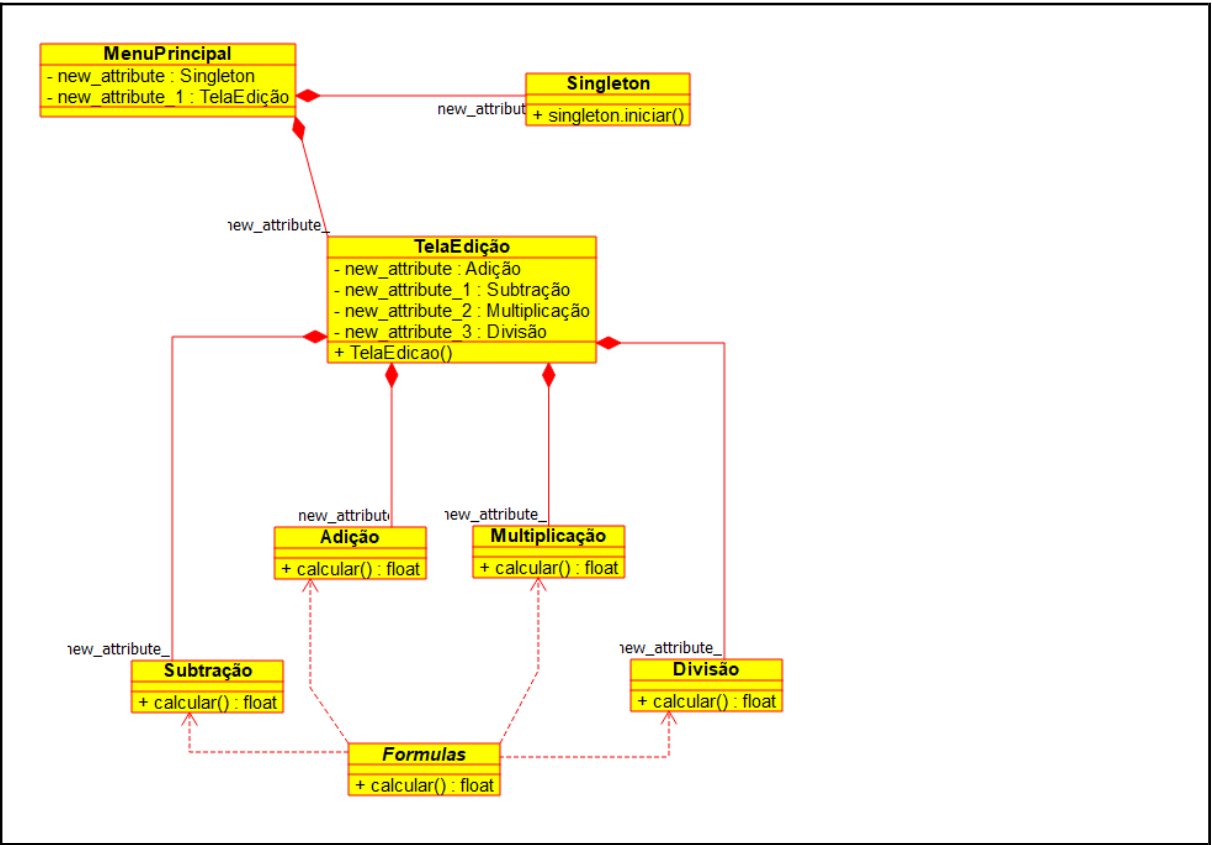 MenuPrincipal
- new_attribute : Singleton
- new_attribute_1 : TelaEdição
Singleton
+ singleton.iniciar()
new_attribut
new_attribute_
TelaEdição
- new_attribute : Adição
- new_attribute_1 : Subtração
- new_attribute_2 : Multiplicação
- new_attribute_3 : Divisão
+ TelaEdicao()
new_attribute
Adição
+ calcular() : float
new_attribute_
Multiplicação
+ calcular() : float
new_attribute_
Subtração
+ calcular() : float
new_attribute_
Divisão
+ calcular() : float
Formulas
+ calcular() : float